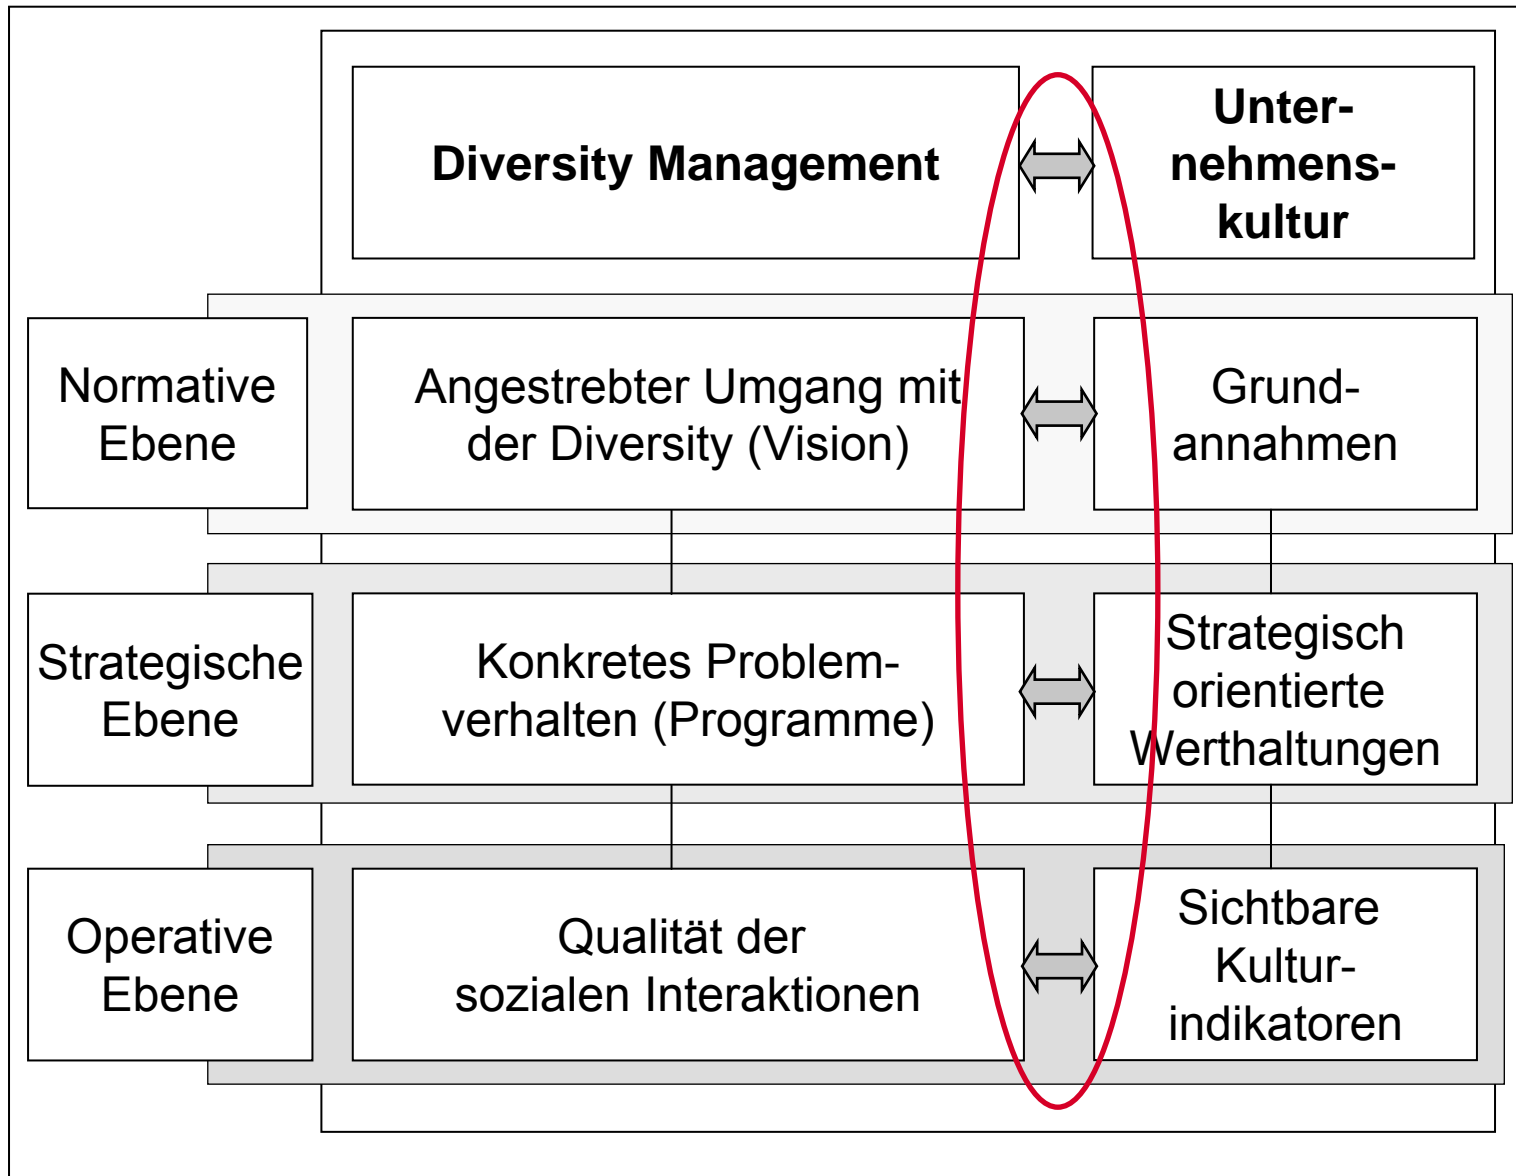 Diversity Management
Unter-
nehmens-
kultur
Normative
Ebene
Angestrebter Umgang mit
der Diversity (Vision)
Grund-
annahmen
Strategische
Ebene
Konkretes Problem-
verhalten (Programme)
Strategisch
orientierte
Werthaltungen
Operative
Ebene
Qualität der
sozialen Interaktionen
Sichtbare
Kultur-
indikatoren